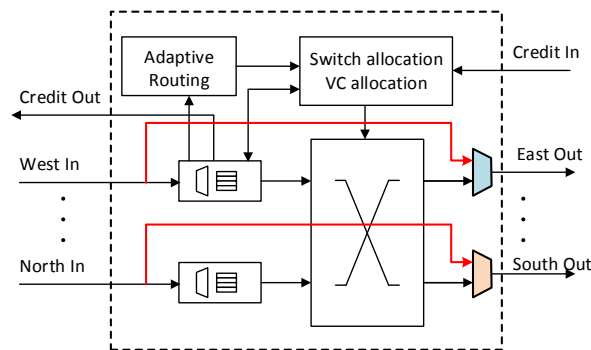 Adaptive
Routing
Switch allocation
VC allocation
Credit In
Credit Out
West In
East Out
North In
South Out